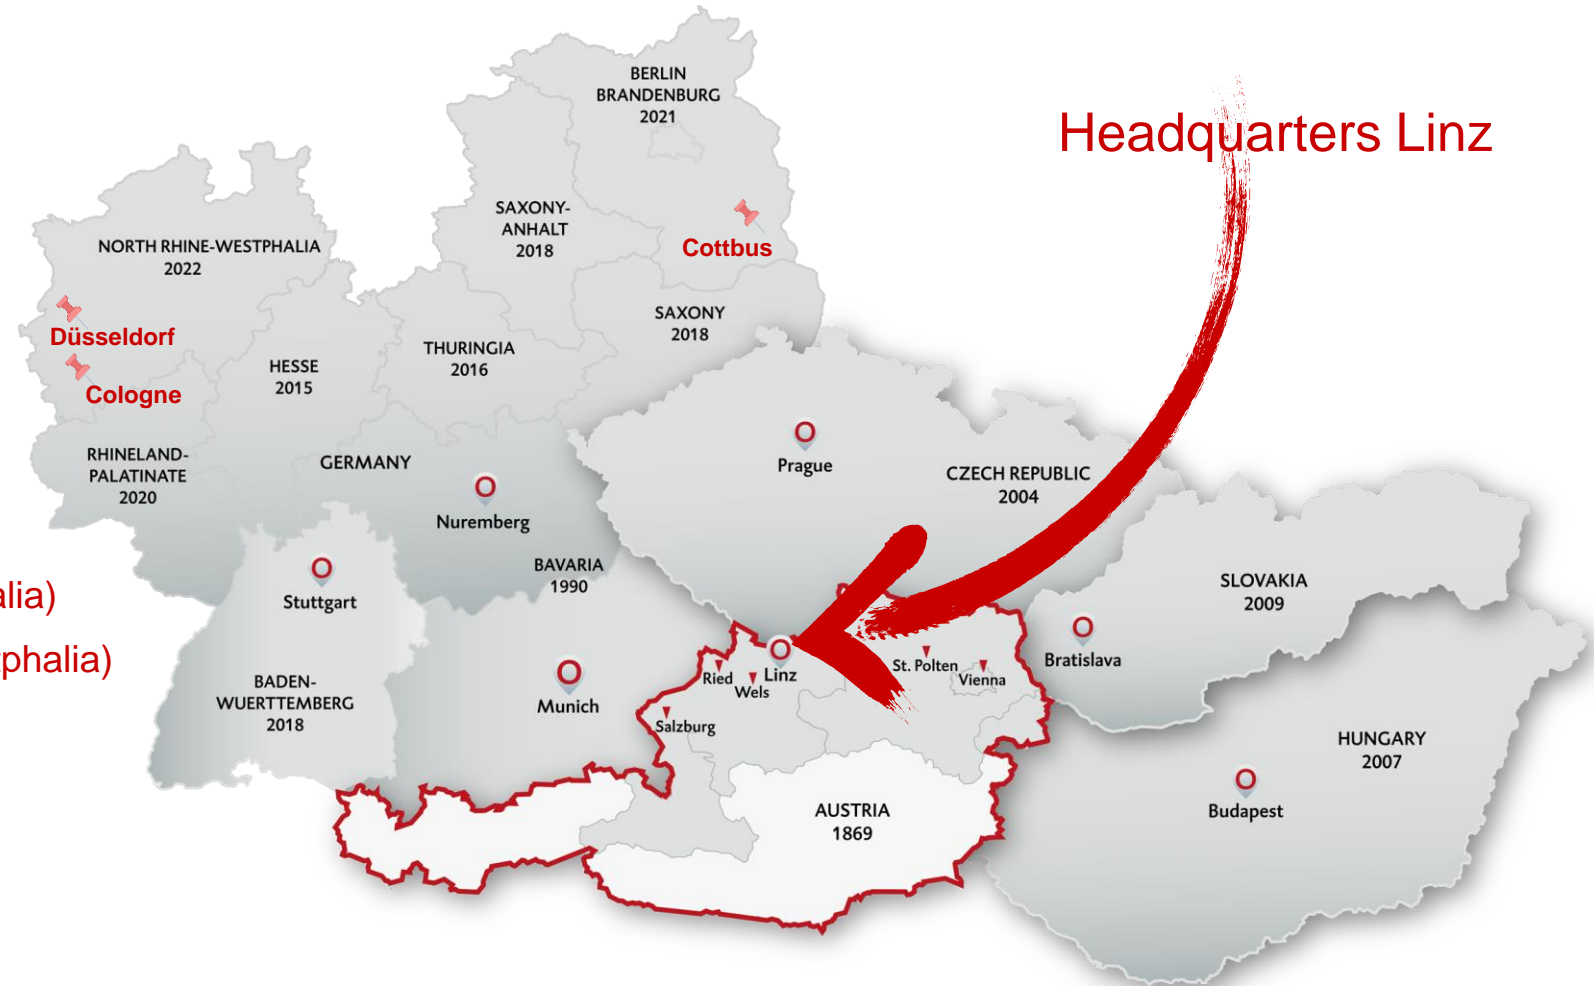 BERLIN
BRANDENBURG
2021
Headquarters Linz
SAXONY-
ANHALT
2018
Cottbus
NORTH RHINE-WESTPHALIA
2022
Düsseldorf
Cologne
HESSE
2015
THURINGIA
2016
SAXONY
2018
RHINELAND-
PALATINATE
2020
GERMANY
Nuremberg
Prague
CZECH REPUBLIC
2004
BAVARIA
1990
Stuttgart
SLOVAKIA
2009
alia)
tphalia)
BADEN-
WUERTTEMBERG
2018
Munich
Ried
Wels
Linz
Salzburg
St. Polten
Vienna
Bratislava
HUNGARY
2007
Budapest
AUSTRIA
1869